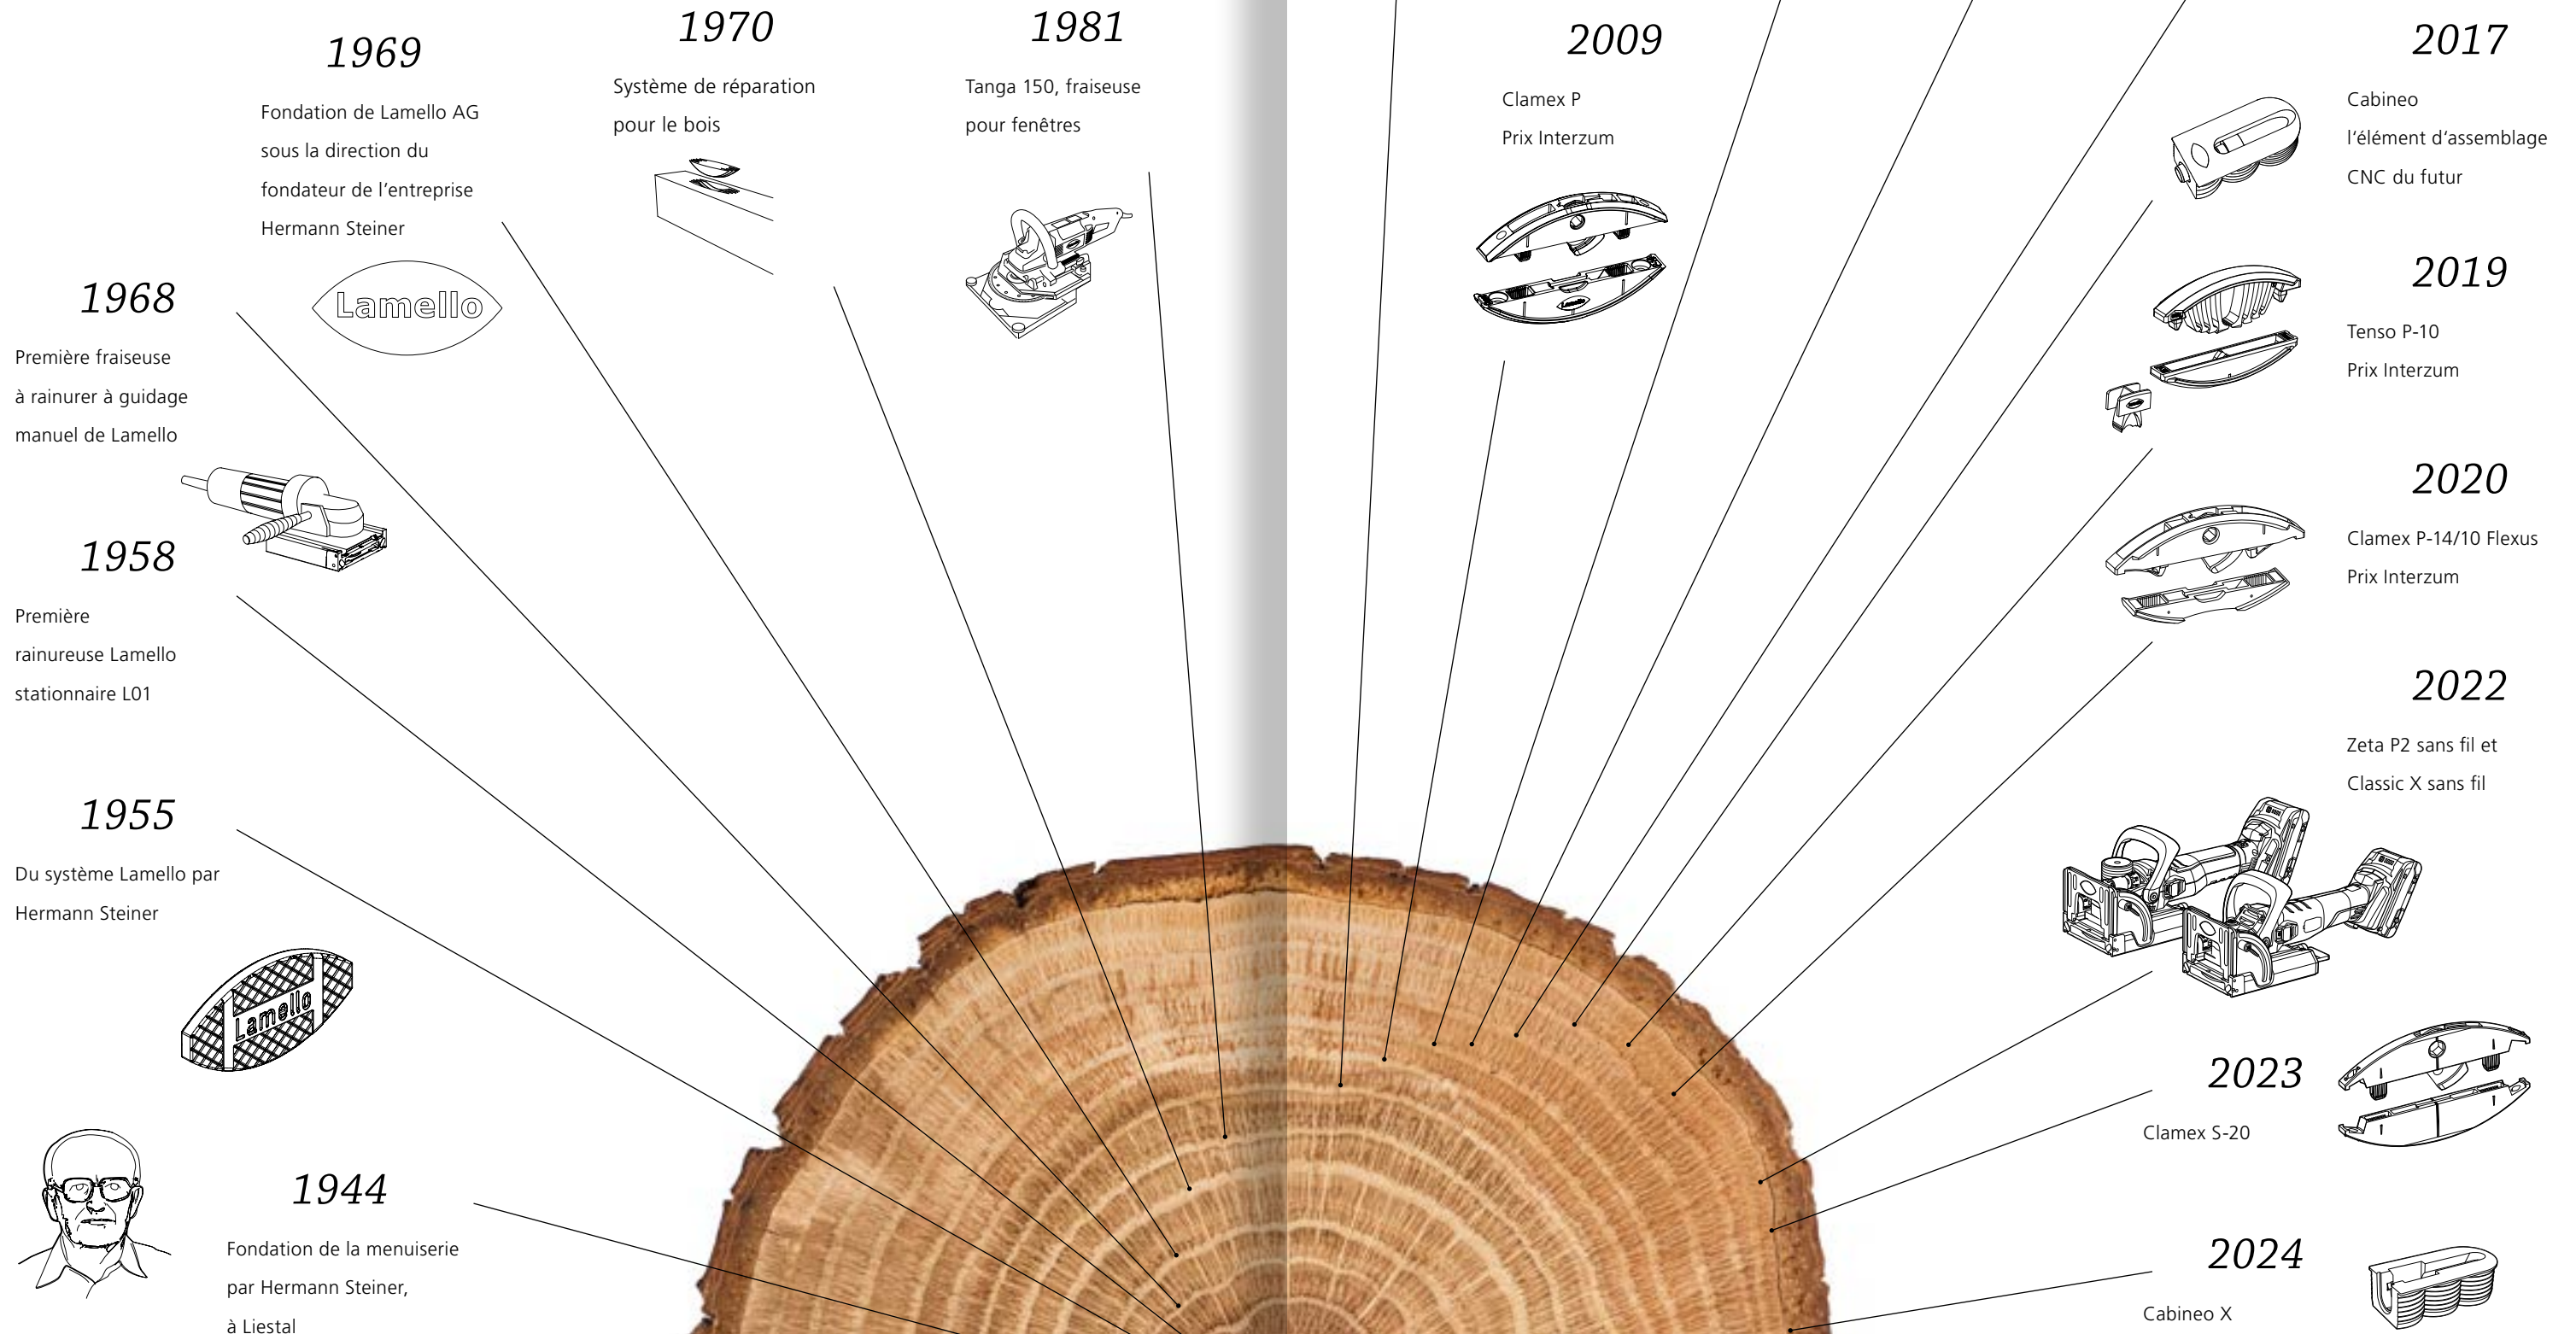 1944
Fondation de la menuiserie
par Hermann Steiner,
à Liestal
1955
Du système Lamello par
Hermann Steiner
Lamello
1958
Première
rainureuse Lamello
stationnaire L01
1968
Première fraiseuse
à rainurer à guidage
manuel de Lamello
1969
Fondation de Lamello AG
sous la direction du
fondateur de l'entreprise
Hermann Steiner
Lamello
1970
Système de réparation
pour le bois
1981
Tanga 150, fraiseuse
pour fenêtres
2009
Clamex P
Prix Interzum
Lamello
2017
Cabineo
l'élément d'assemblage
CNC du futur
2019
Tenso P-10
Prix Interzum
2020
Clamex P-14/10 Flexus
Prix Interzum
2022
Zeta P2 sans fil et
Classic X sans fil
2023
Clamex S-20
2024
Cabineo X